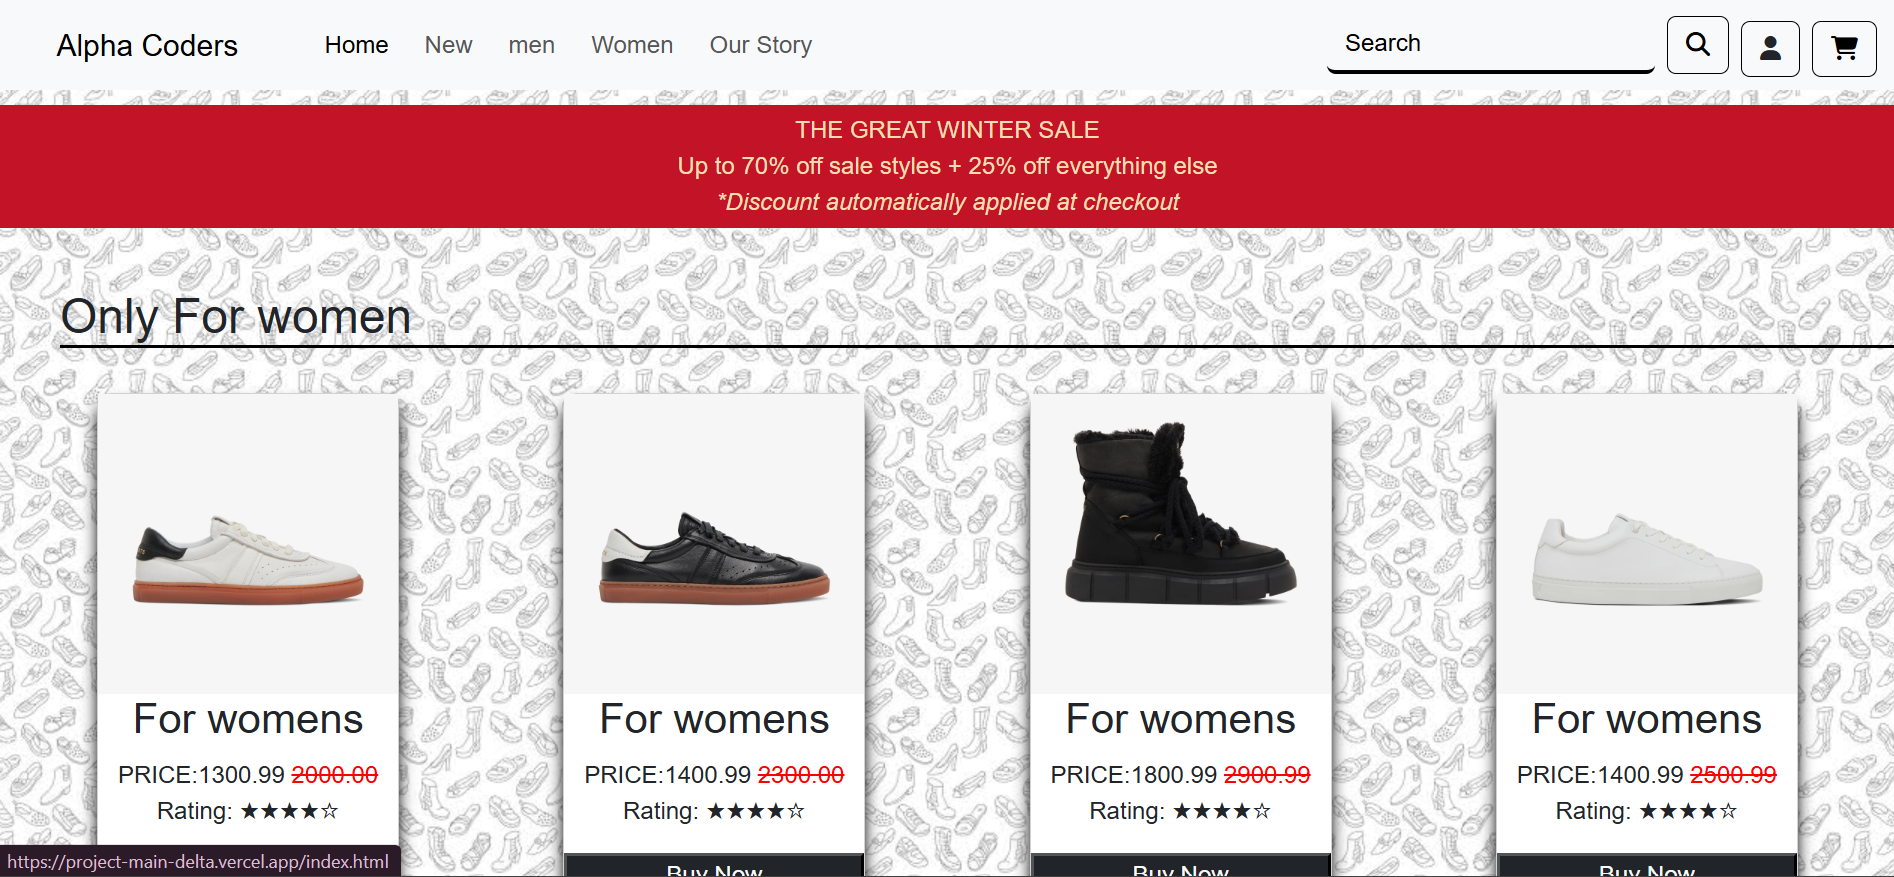 Alpha Coders Home New men Women Our Story Search
THE GREAT WINTER SALE
Up to 70% off sale styles + 25% off everything else
*Discount automatically applied at checkout
Only For women
For womens
PRICE:1300.99 2000.00
Rating: ★★★★☆
For womens
PRICE:1400.99 2300.00
Rating: ★★★★☆
Buy Now
For womens
PRICE:1800.99 2900.99
Rating: ★★★★☆
Buy Now
For womens
PRICE:1400.99 2500.99
Rating: ★★★★☆
Buy Now
https://project-main-delta.vercel.app/index.html